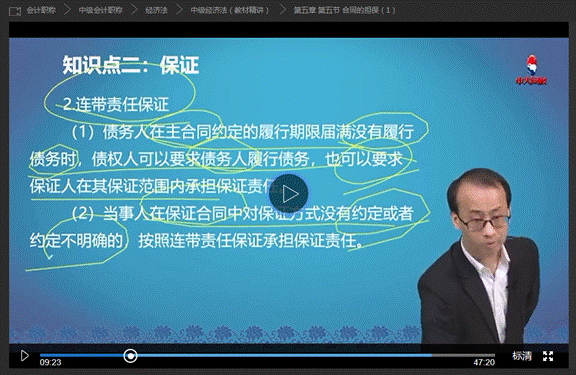 会计职称 > 中级会计职称 > 经济法 > 中级经济法（教材精讲） > 第五章 第五节 合同的担保（1）
知识点二：保证
2.连带责任保证
（1）债务人在主合同约定的履行期限届满没有履行
债务时，债权人可以要求债务人履行债务，也可以要求
保证人在其保证范围内承担保证责任
（2）当事人在保证合同中对保证方式没有约定或者
约定不明确的，按照连带责任保证承担保证责任。
09:23
47:20
标清